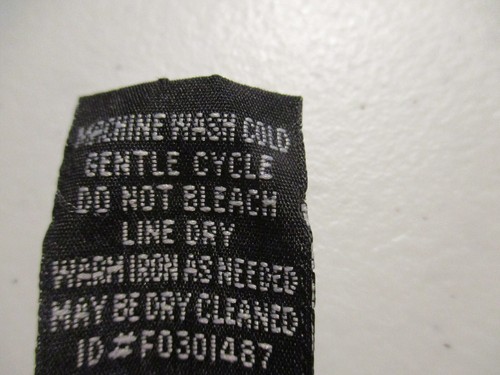 MACHINE WASH COLD
GENTLE CYCLE
DO NOT BLEACH
LINE DRY
WARM IRON AS NEEDED
MAY BE DRY CLEANED
ID# F0301487